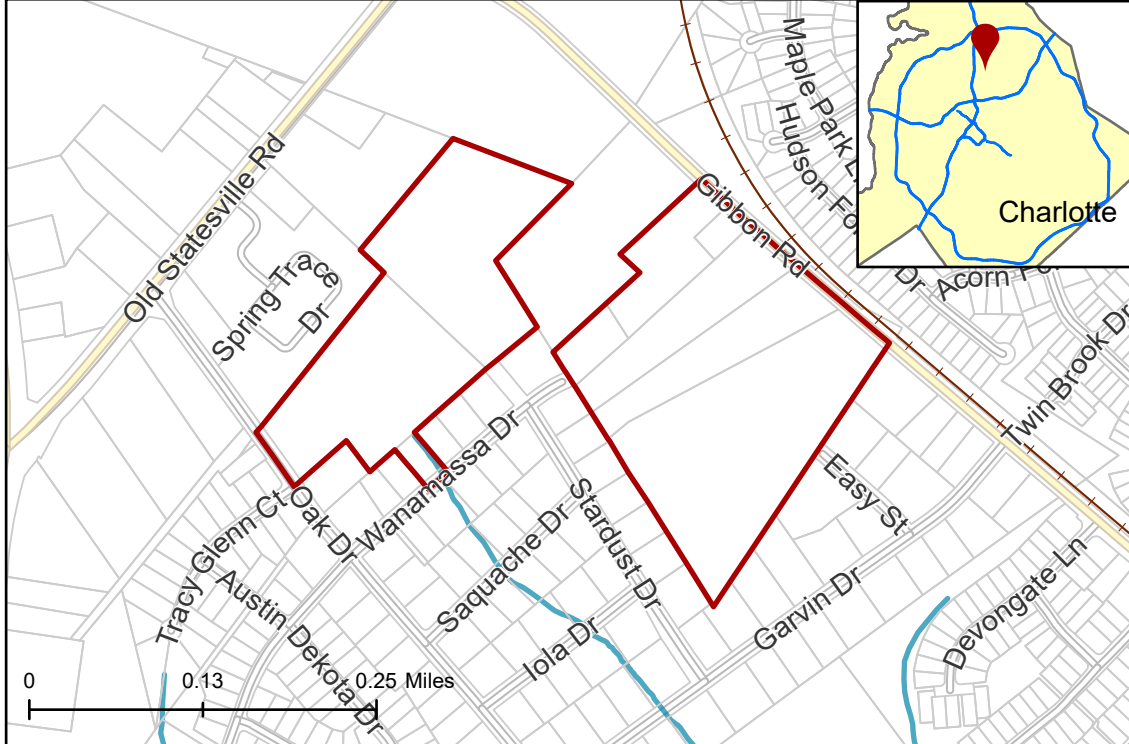 Maple Park L
Hudson Fo
Dr
Acorn Fo
Charlotte
Old Statesville Rd
Gibbon Rd
Spring Trace
Dr
Twin Brook Dr
Wanamassa Dr
Easy St
Oak Dr
Tracy Glenn Ct
Stardust Dr
Saquache Dr
Austin Dekota Dr
Garvin Dr
Devongate Ln
Iola Dr
0 0.13 0.25 Miles